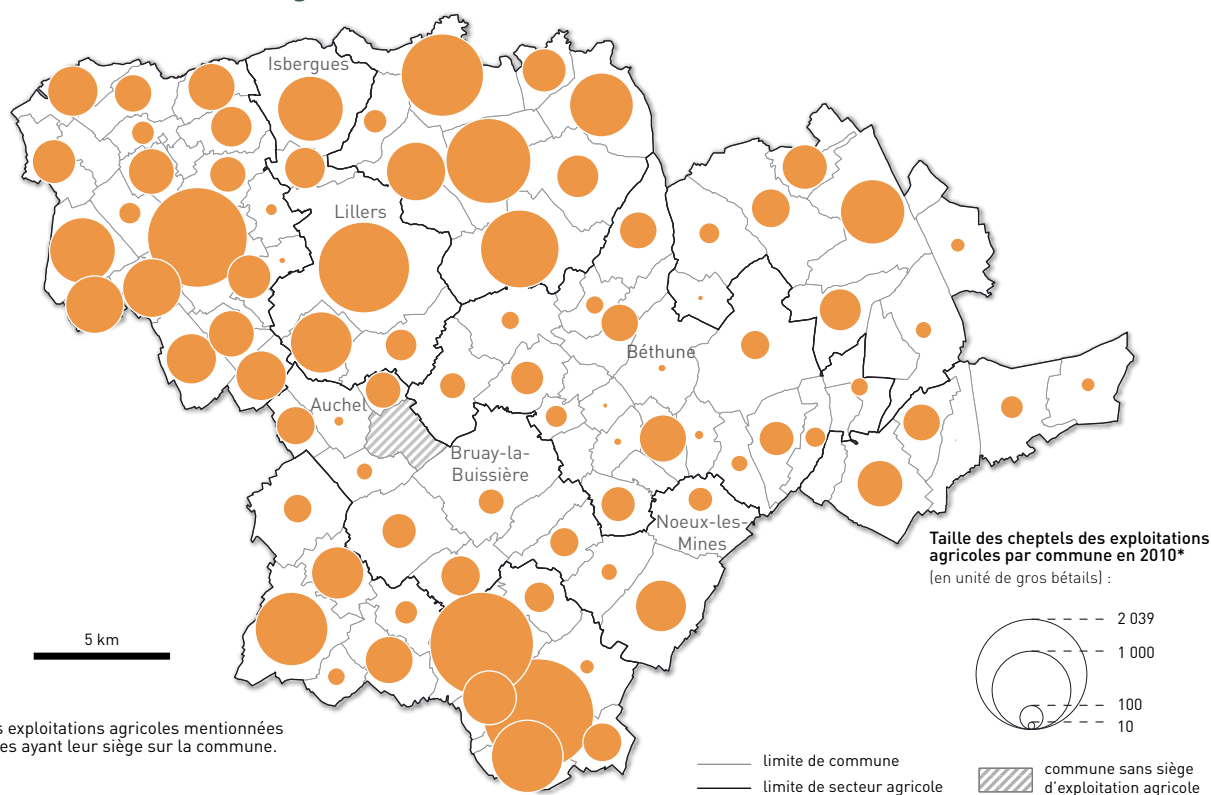 Isbergues
Lillers
Béthune
Auchel
Bruay-la-
Buissière
Noeux-les-
Mines
Taille des cheptels des exploitations
agricoles par commune en 2010*
(en unité de gros bétails) :
2 039
1 000
100
10
5 km
s exploitations agricoles mentionnées
es ayant leur siège sur la commune.
limite de commune
limite de secteur agricole
commune sans siège
d'exploitation agricole